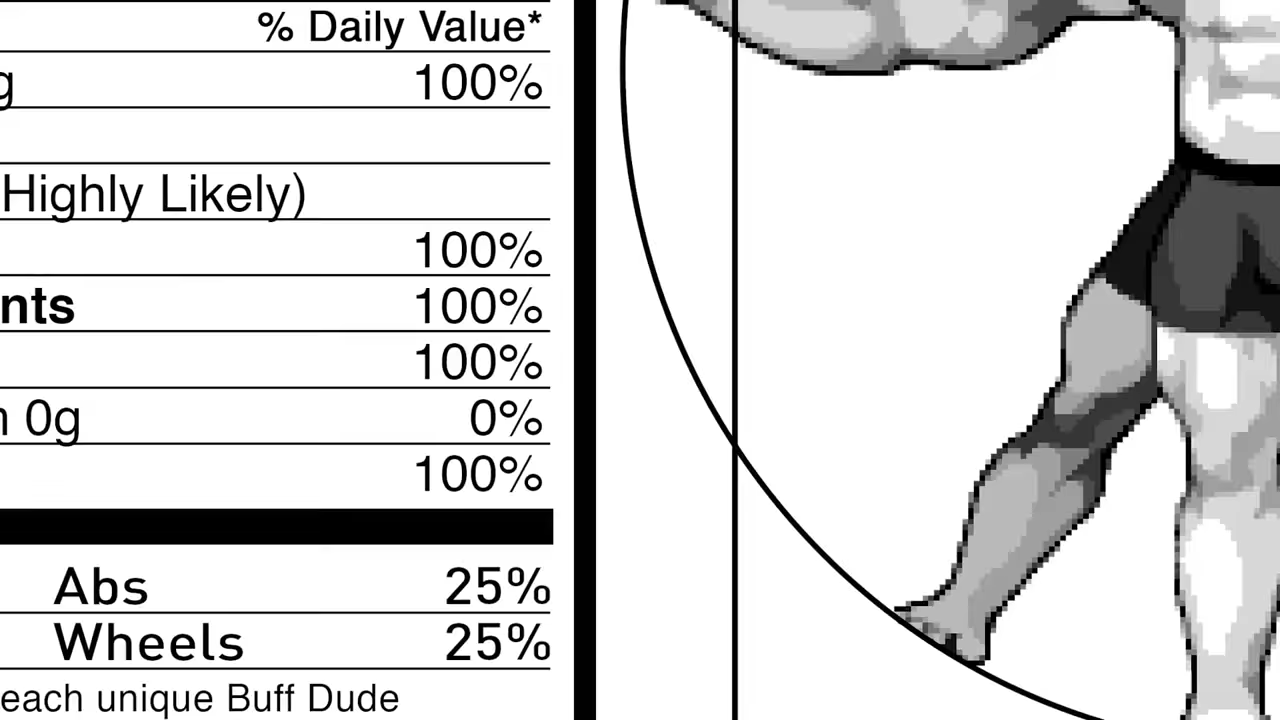 % Daily Value*
g 100%
(Highly Likely)
100%
nts 100%
100%
0g 0%
100%
Abs 25%
Wheels 25%
each unique Buff Dude